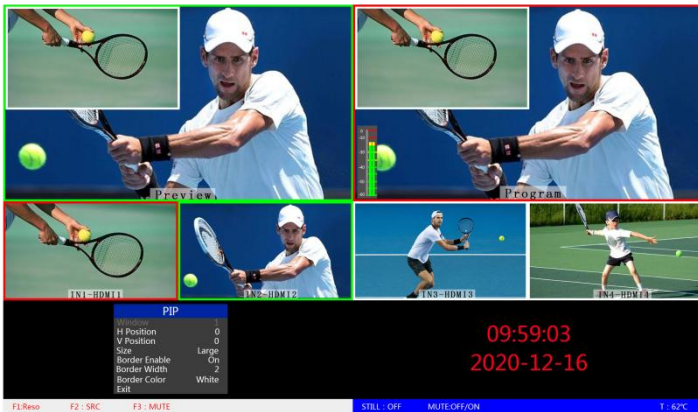 Preview
Program
0
IN1-HDMI1
IN2-HDMI2
IN3-HDMI3
IN4-HDMI4
PIP
Window 1
H Position 0
V Position 0
Size Large
Border Enable On
Border Width 2
Border Color White
Exit
09:59:03
2020-12-16
F1:Reso F2 : SRC F3 : MUTE STILL : OFF MUTE:OFF/ON T : 62℃